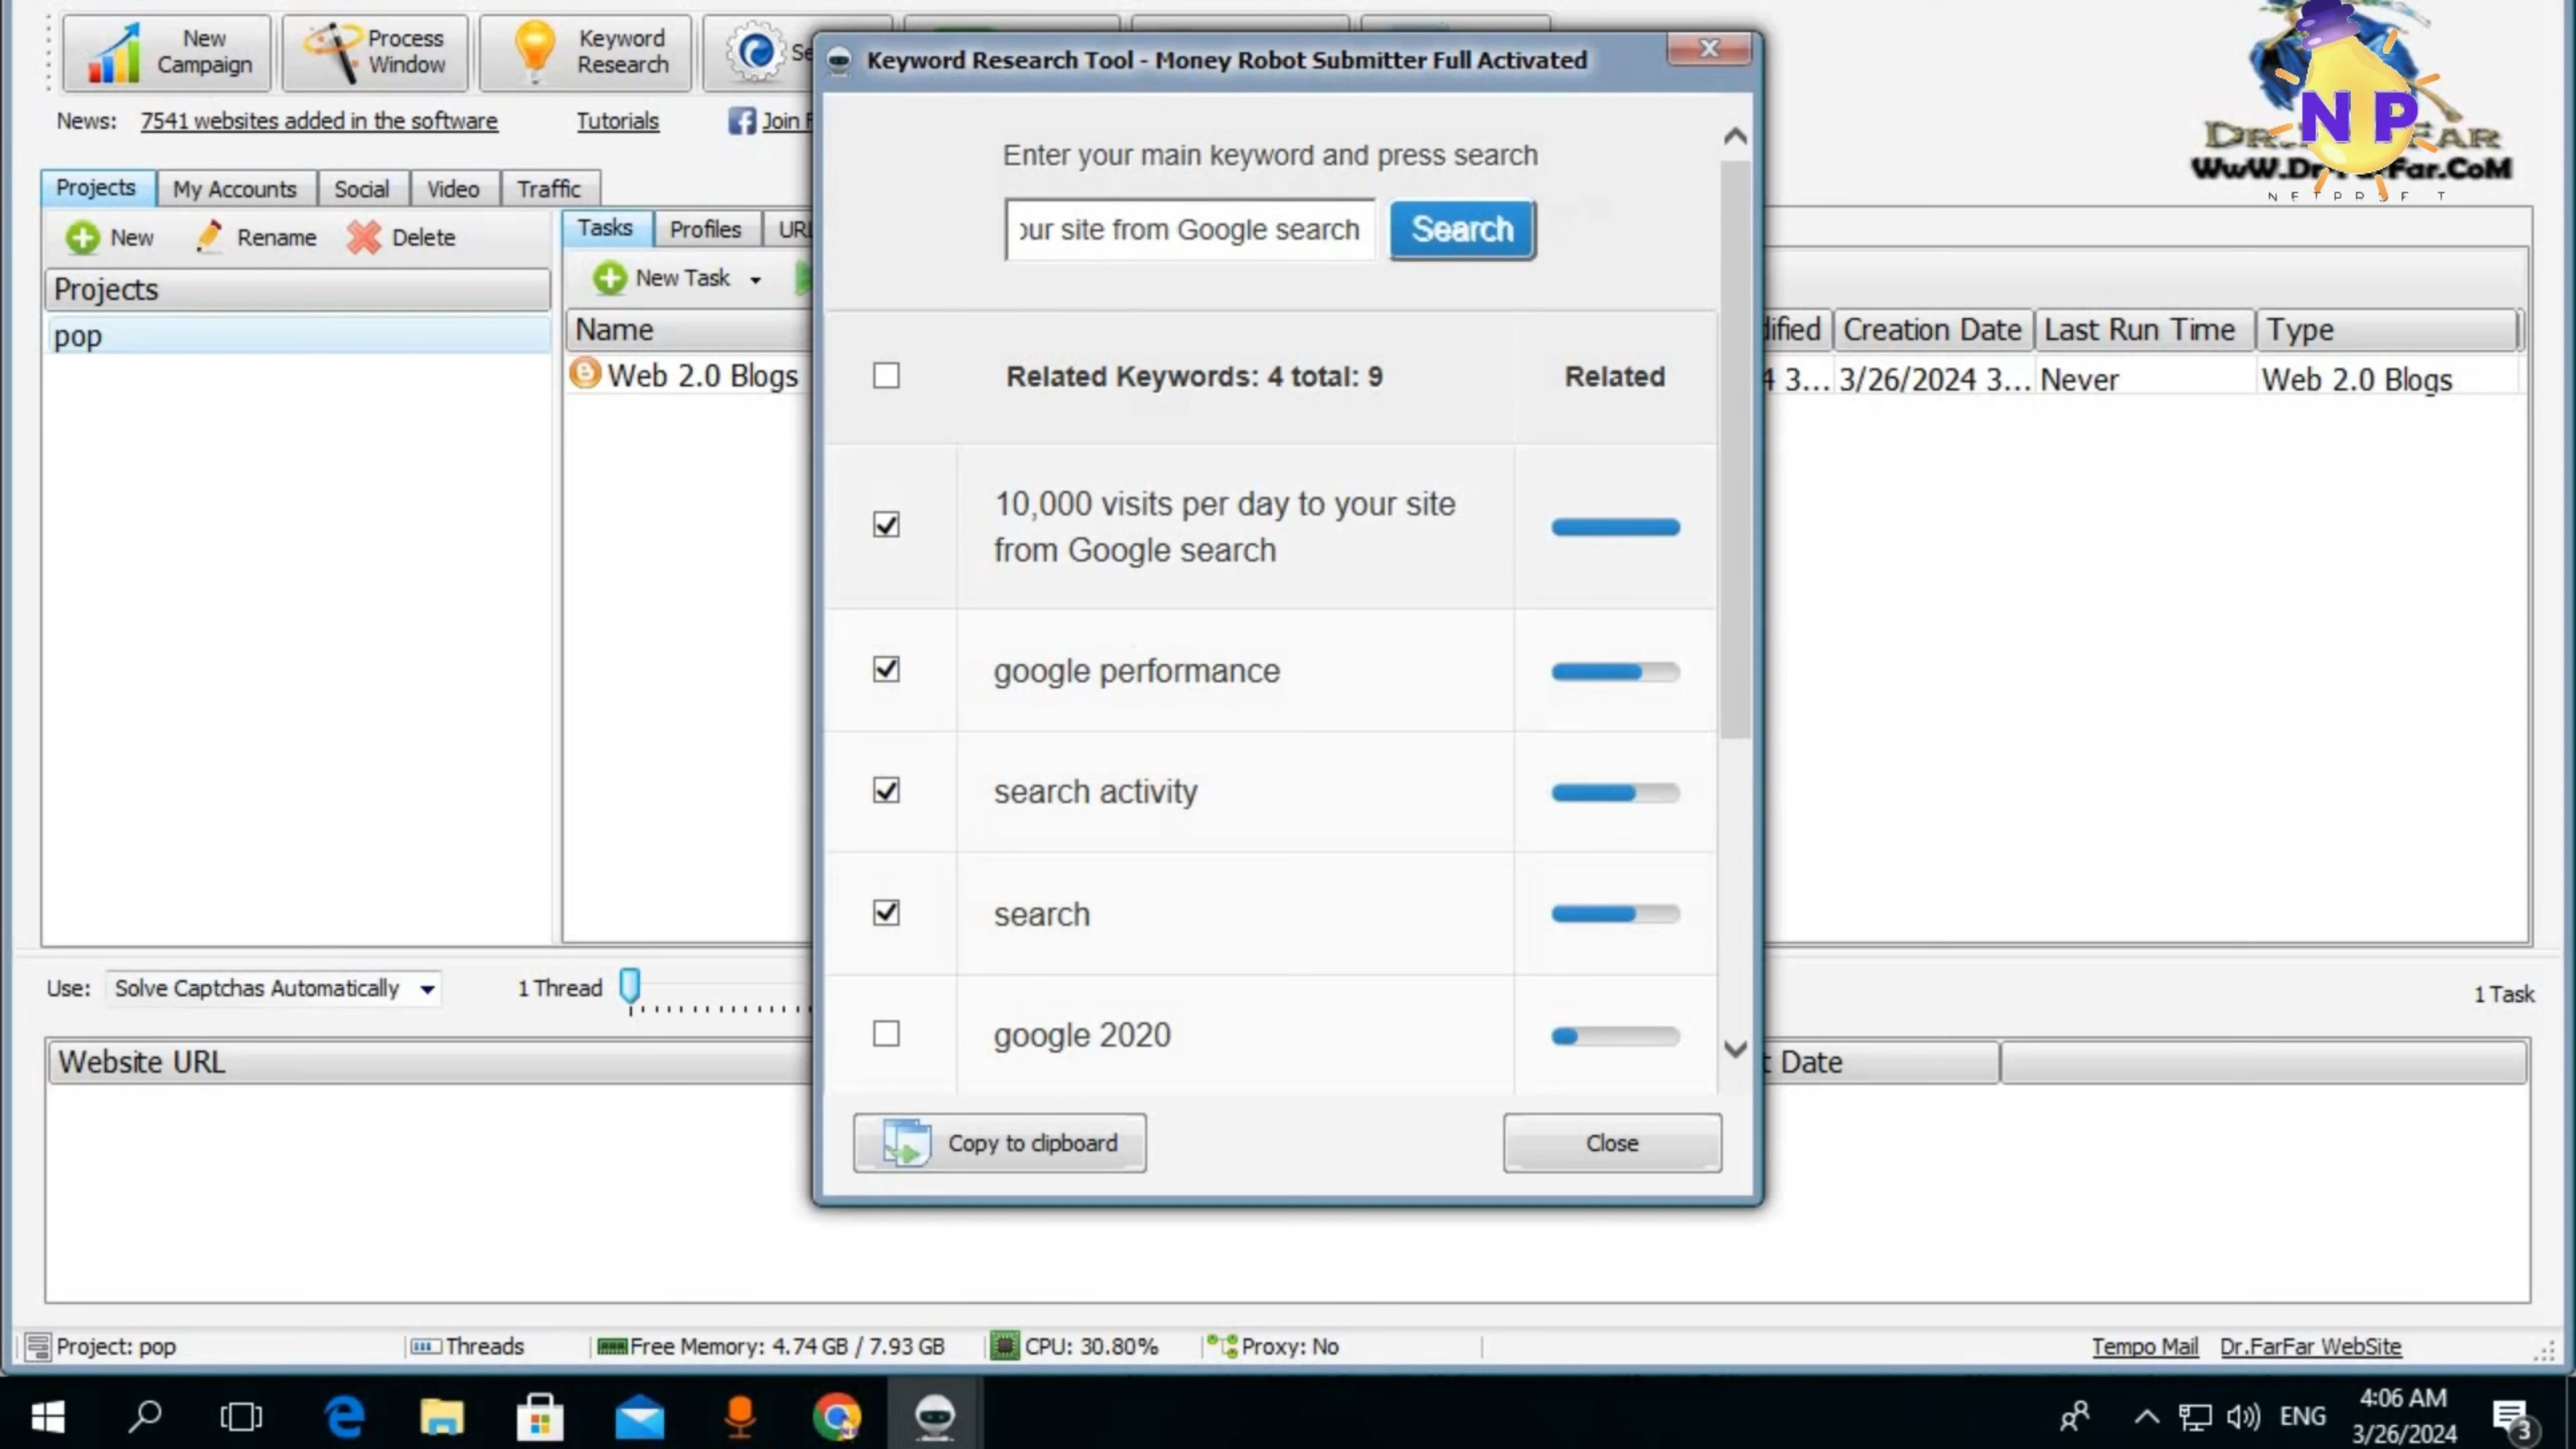 New
Campaign
Process
Window
Keyword
Research
News: 7541 websites added in the software
Tutorials
Join
NP
NETPROFIT
WwW.Dr.FarFar.CoM
Projects
My Accounts
Social
Video
Traffic
New
Rename
Delete
Projects
pop
Tasks
Profiles
New Task
Name
Web 2.0 Blogs
Creation Date
Last Run Time
Type
3/26/2024 3...
Never
Web 2.0 Blogs
Keyword Research Tool - Money Robot Submitter Full Activated
Enter your main keyword and press search
site from Google search
Search
Related Keywords: 4 total: 9
Related
10,000 visits per day to your site
from Google search
google performance
search activity
search
google 2020
Copy to clipboard
Close
Use: Solve Captchas Automatically
1 Thread
1 Task
Website URL
Date
Project: pop
Threads
Free Memory: 4.74 GB / 7.93 GB
CPU: 30.80%
Proxy: No
Tempo Mail
Dr.FarFar WebSite
ENG
4:06 AM
3/26/2024
3